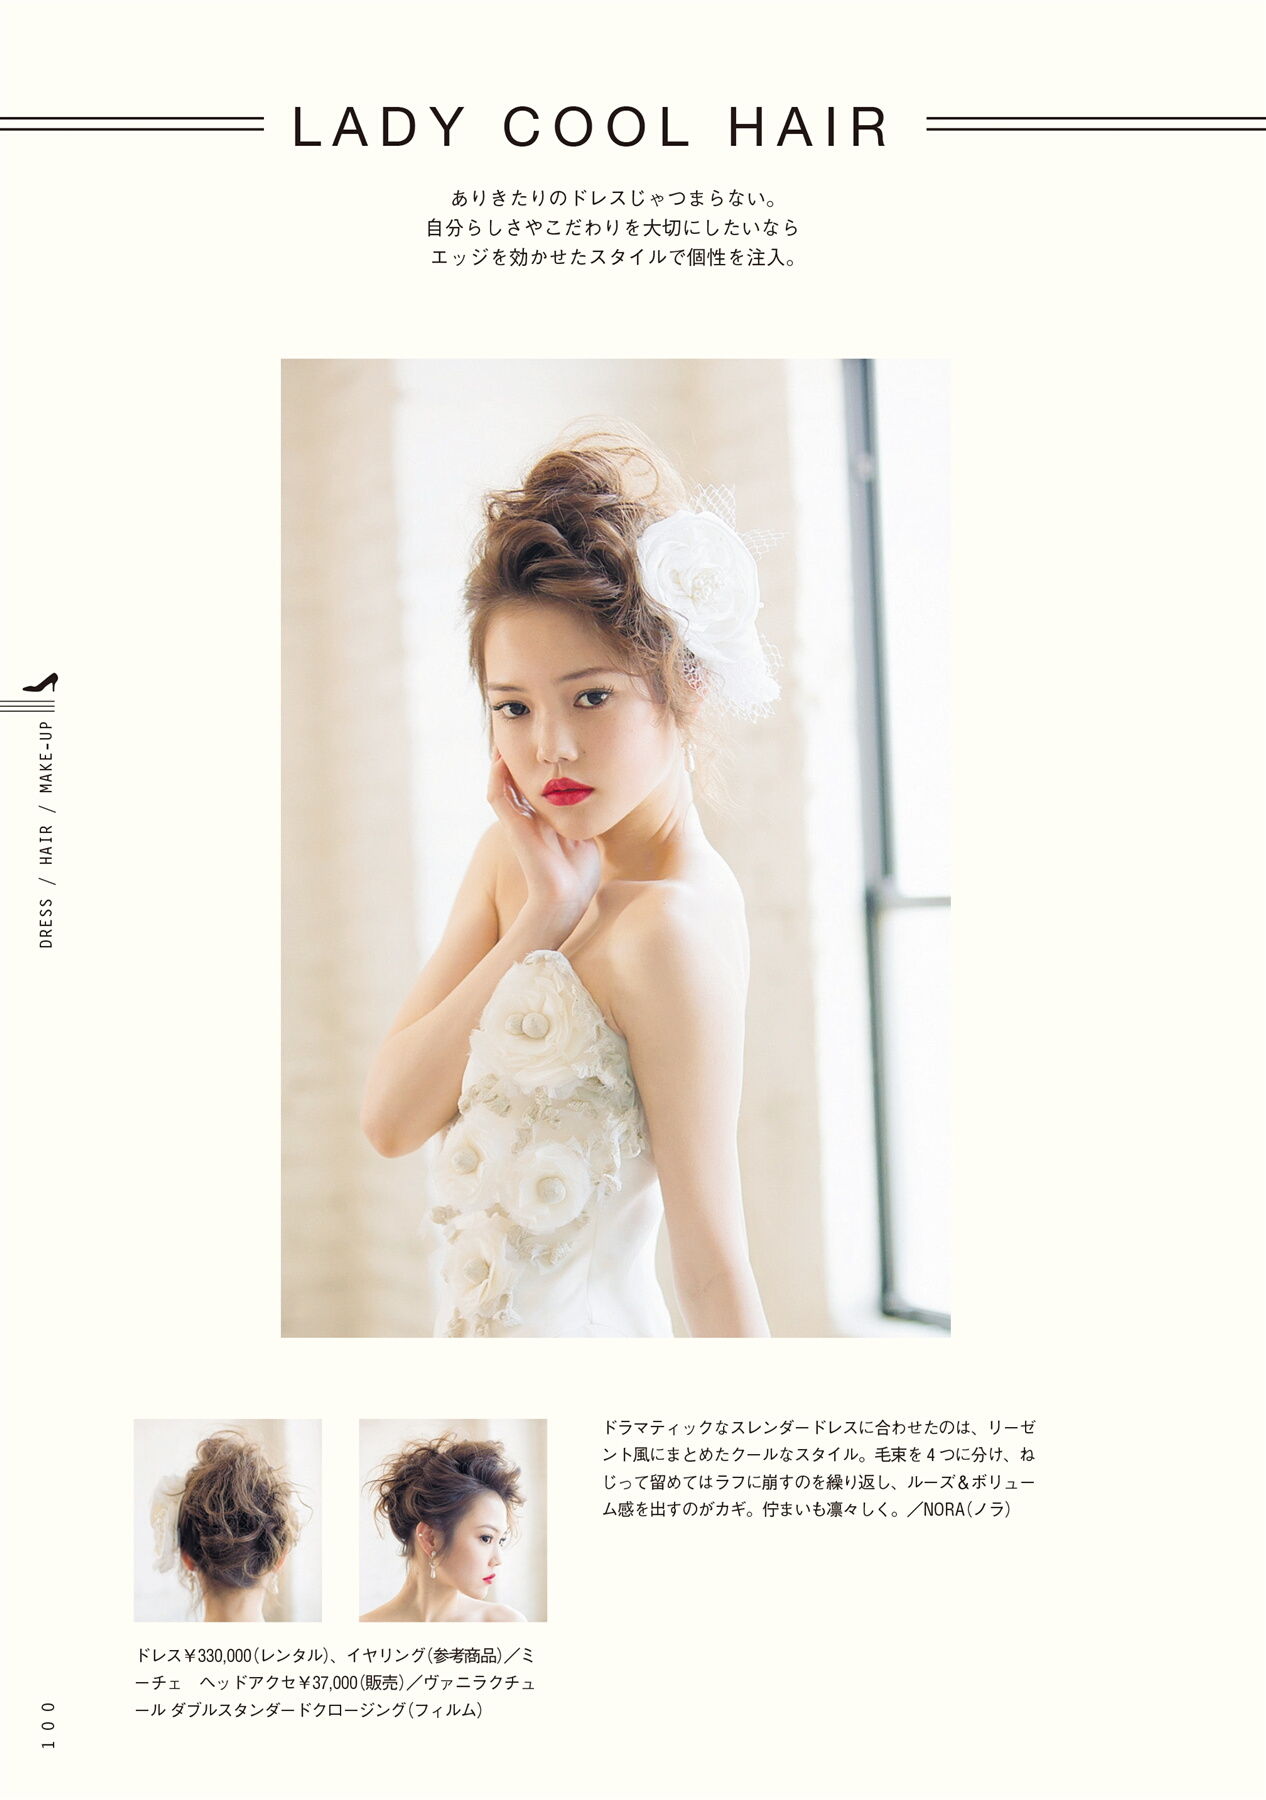 LADY COOL HAIR
ありきたりのドレスじゃつまらない。
自分らしさやこだわりを大切にしたいなら
エッジを効かせたスタイルで個性を注入。
DRESS / HAIR / MAKE-UP
ドラマティックなスレンダードレスに合わせたのは、リーゼ
ント風にまとめたクールなスタイル。毛束を4つに分け、ね
じって留めてはラフに崩すのを繰り返し、ルーズ＆ボリュー
ム感を出すのがカギ。佇まいも凛々しく。／NORA（ノラ）
ドレス￥330,000（レンタル）、イヤリング（参考商品）／ミ
ーチェ　ヘッドアクセ￥37,000（販売）／ヴァニラクチュ
ール ダブルスタンダードクロージング（フィルム）
100